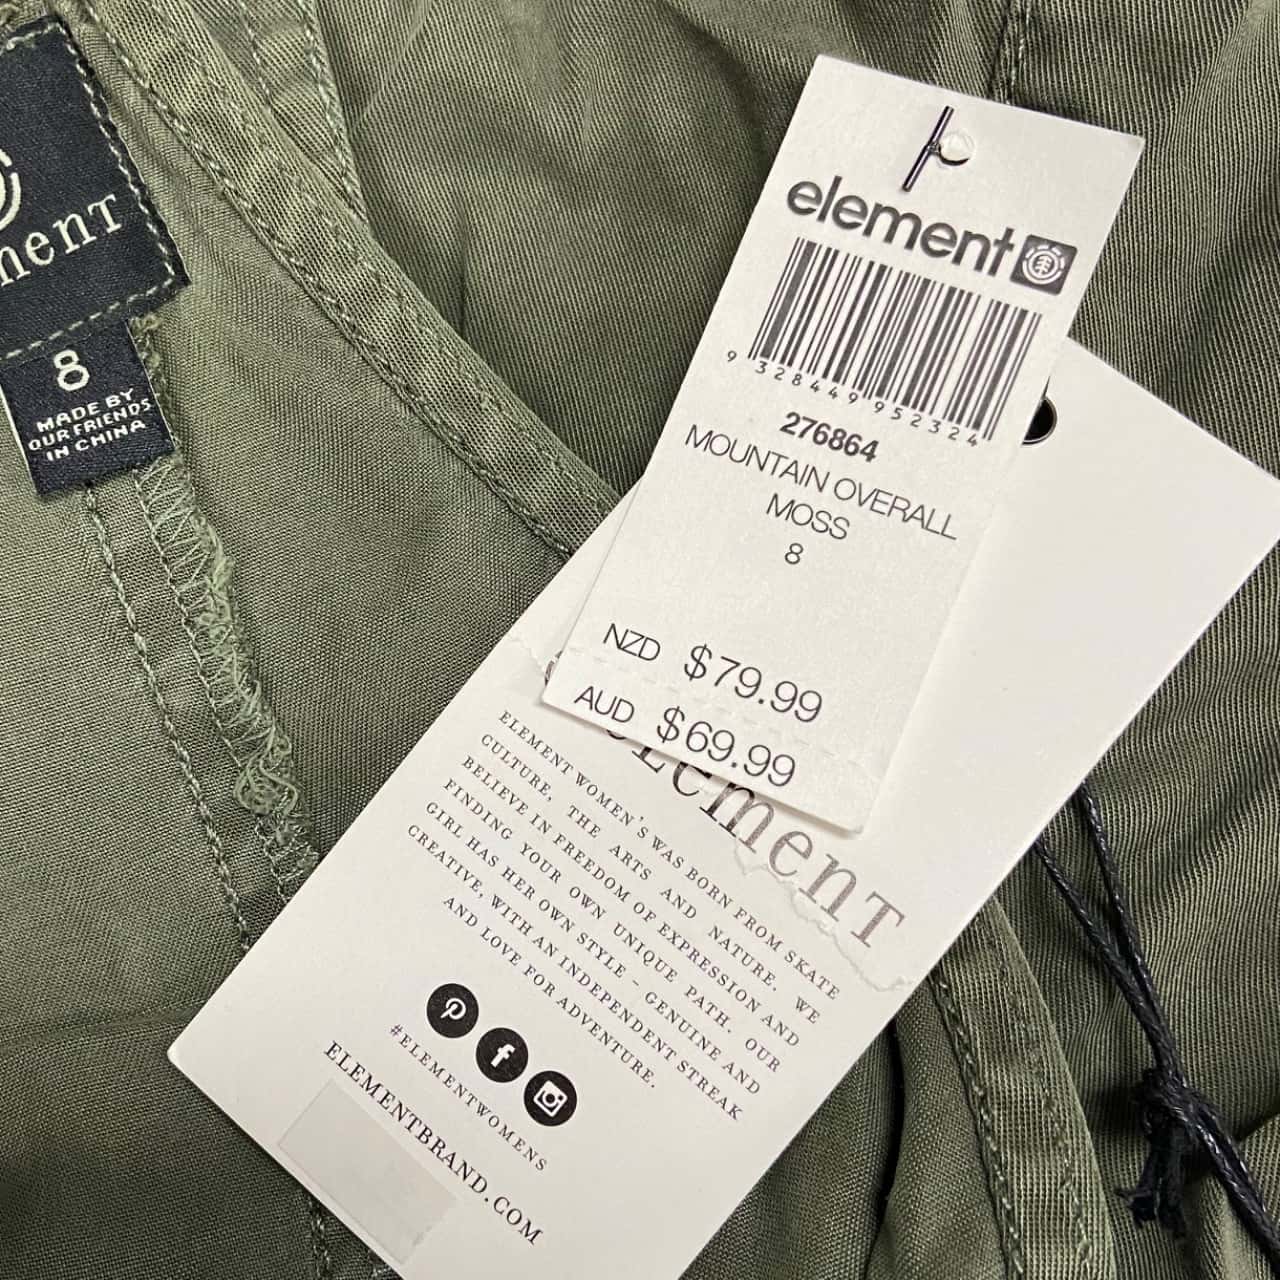 ment
8
MADE BY
OUR FRIENDS
IN CHINA
element
9 328449 952324
276864
MOUNTAIN OVERALL
MOSS
8
NZD $79.99
AUD $69.99
element
ELEMENT WOMEN'S WAS BORN FROM SKATE
CULTURE, THE ARTS AND NATURE. WE
BELIEVE IN FREEDOM OF EXPRESSION AND
FINDING YOUR OWN UNIQUE PATH. OUR
GIRL HAS HER OWN STYLE - GENUINE AND
CREATIVE, WITH AN INDEPENDENT STREAK
AND LOVE FOR ADVENTURE.
#ELEMENTWOMENS
ELEMENTBRAND.COM